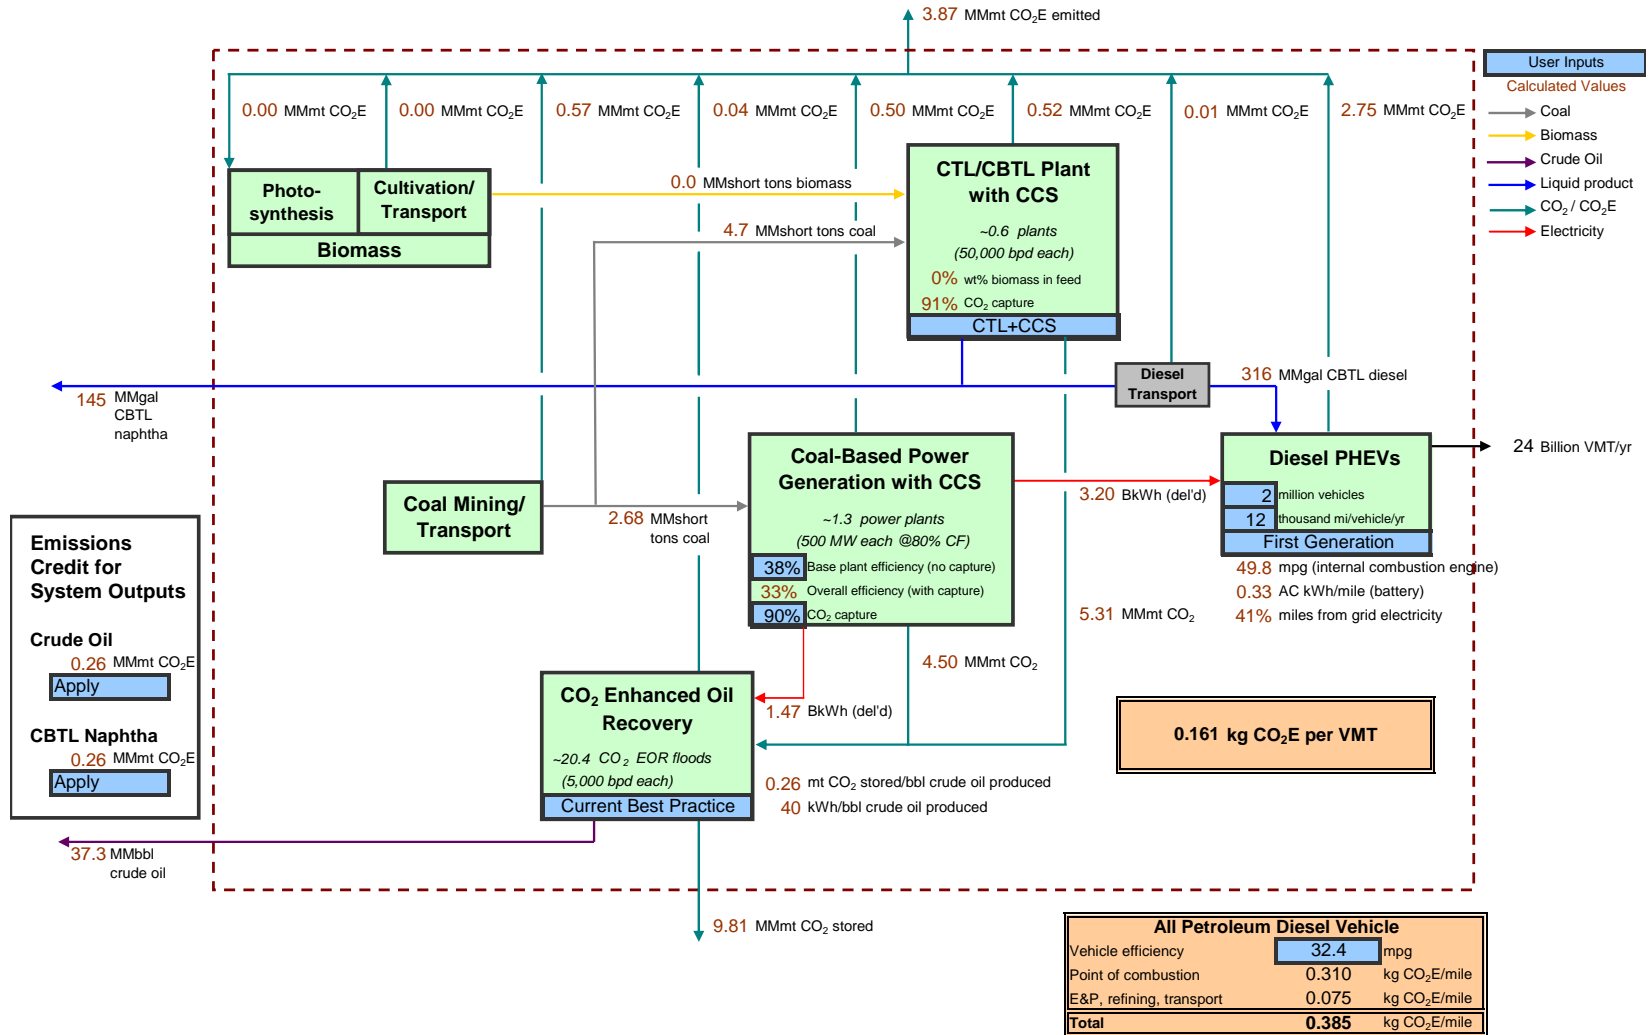 3.87 MMmt CO₂E emitted
User Inputs
Calculated Values
Coal
Biomass
Crude Oil
Liquid product
CO₂ / CO₂E
Electricity
0.00 MMmt CO₂E
0.00 MMmt CO₂E
0.57 MMmt CO₂E
0.04 MMmt CO₂E
0.50 MMmt CO₂E
0.52 MMmt CO₂E
0.01 MMmt CO₂E
2.75 MMmt CO₂E
Photo-
synthesis
Cultivation/
Transport
Biomass
0.0 MMshort tons biomass
4.7 MMshort tons coal
CTL/CBTL Plant
with CCS
~0.6 plants
(50,000 bpd each)
0% wt% biomass in feed
91% CO₂ capture
CTL+CCS
Diesel
Transport
316 MMgal CBTL diesel
145 MMgal
CBTL
naphtha
Coal Mining/
Transport
2.68 MMshort
tons coal
Coal-Based Power
Generation with CCS
~1.3 power plants
(500 MW each @80% CF)
38% Base plant efficiency (no capture)
33% Overall efficiency (with capture)
90% CO₂ capture
3.20 BkWh (del'd)
Diesel PHEVs
2 million vehicles
12 thousand mi/vehicle/yr
First Generation
24 Billion VMT/yr
49.8 mpg (internal combustion engine)
0.33 AC kWh/mile (battery)
41% miles from grid electricity
5.31 MMmt CO₂
4.50 MMmt CO₂
Emissions
Credit for
System Outputs
Crude Oil
0.26 MMmt CO₂E
Apply
CBTL Naphtha
0.26 MMmt CO₂E
Apply
CO₂ Enhanced Oil
Recovery
~20.4 CO₂ EOR floods
(5,000 bpd each)
Current Best Practice
1.47 BkWh (del'd)
0.26 mt CO₂ stored/bbl crude oil produced
40 kWh/bbl crude oil produced
0.161 kg CO₂E per VMT
37.3 MMbbl
crude oil
9.81 MMmt CO₂ stored
All Petroleum Diesel Vehicle
Vehicle efficiency 32.4 mpg
Point of combustion 0.310 kg CO₂E/mile
E&P, refining, transport 0.075 kg CO₂E/mile
Total 0.385 kg CO₂E/mile